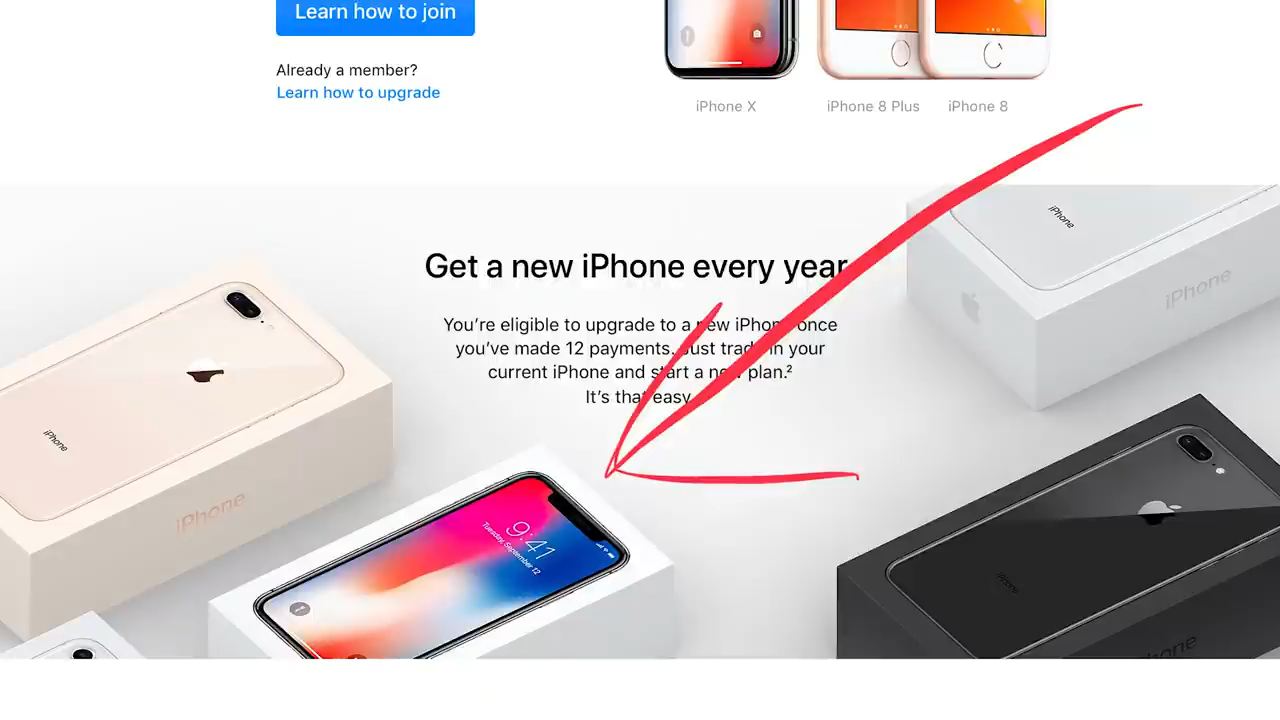 Learn how to join
Already a member?
Learn how to upgrade
iPhone X
iPhone 8 Plus
iPhone 8
Get a new iPhone every year
You’re eligible to upgrade to a new iPhone once
you’ve made 12 payments. Just trade in your
current iPhone and start a new plan.²
It’s that easy.
iPhone
iPhone
iPhone
iPhone
9:41
Tuesday, September 12
iPhone